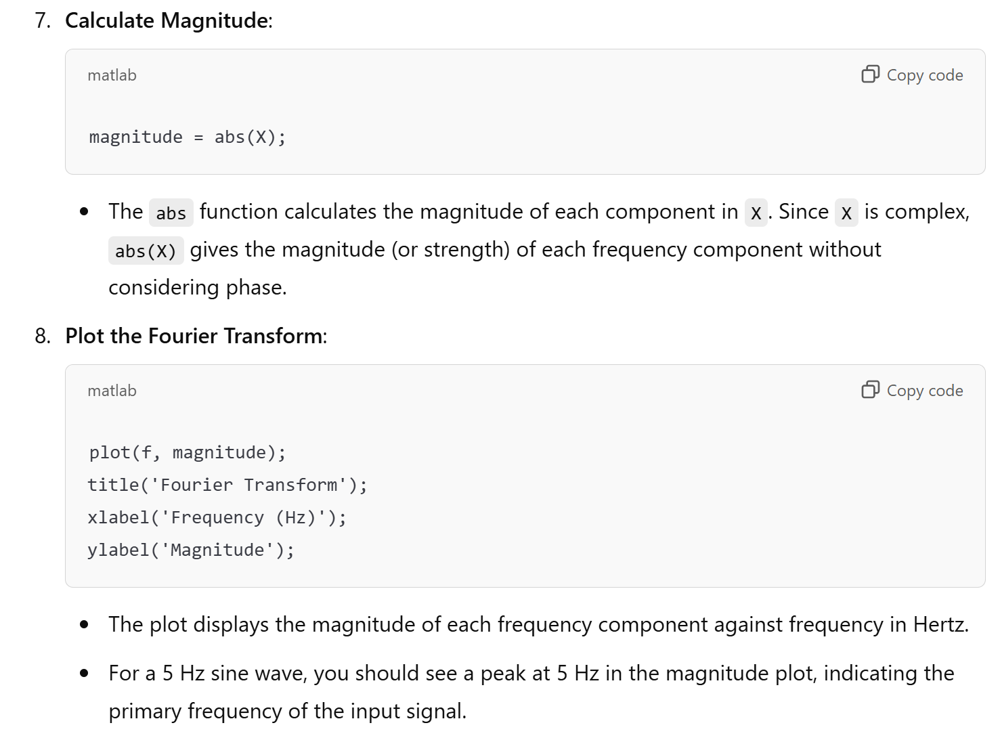 7. Calculate Magnitude:
matlab
Copy code
magnitude = abs(X);
• The abs function calculates the magnitude of each component in X. Since X is complex,
abs(X) gives the magnitude (or strength) of each frequency component without
considering phase.
8. Plot the Fourier Transform:
matlab
Copy code
plot(f, magnitude);
title('Fourier Transform');
xlabel('Frequency (Hz)');
ylabel('Magnitude');
• The plot displays the magnitude of each frequency component against frequency in Hertz.
• For a 5 Hz sine wave, you should see a peak at 5 Hz in the magnitude plot, indicating the
primary frequency of the input signal.